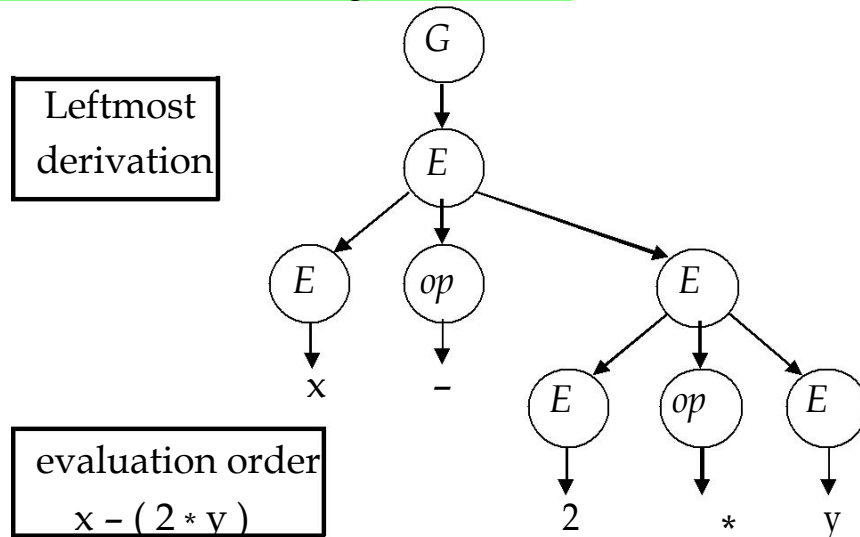 G
Leftmost
derivation
E
E op E
x –
E op E
evaluation order
x – ( 2 * y )
2 * y